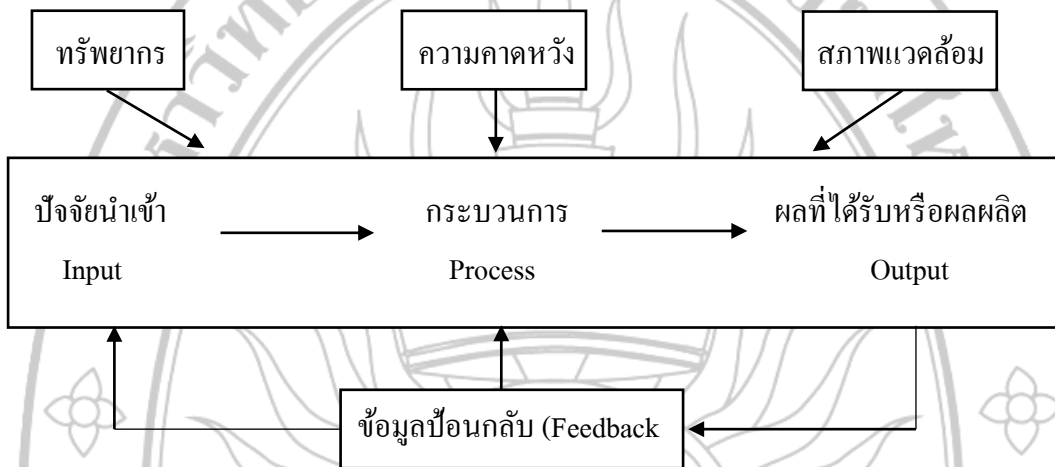 ทรัพยากร
ความคาดหวัง
สภาพแวดล้อม
ปัจจัยนำเข้า
กระบวนการ
ผลที่ได้รับหรือผลผลิต
Input
Process
Output
ข้อมูลป้อนกลับ (Feedback